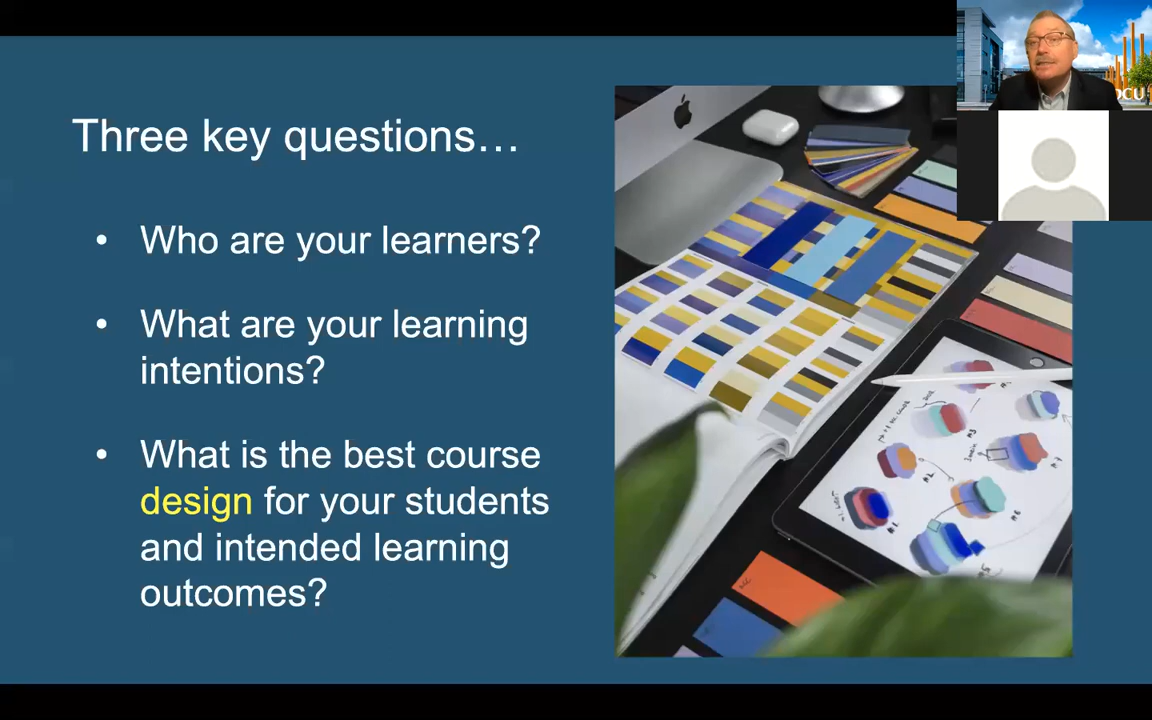 Three key questions…
• Who are your learners?
• What are your learning
intentions?
• What is the best course
design for your students
and intended learning
outcomes?
DCU